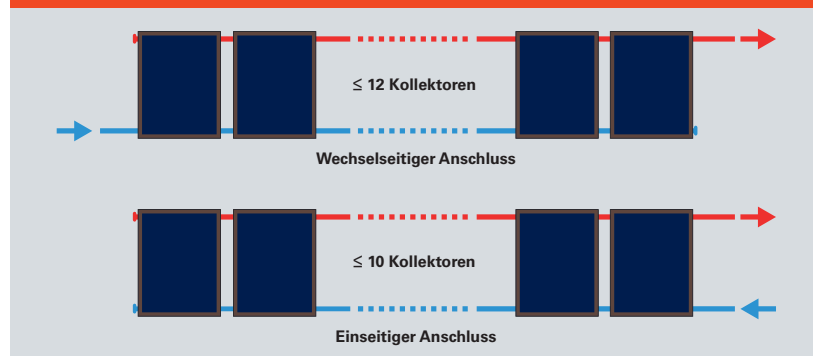 ≤ 12 Kollektoren
Wechselseitiger Anschluss
≤ 10 Kollektoren
Einseitiger Anschluss